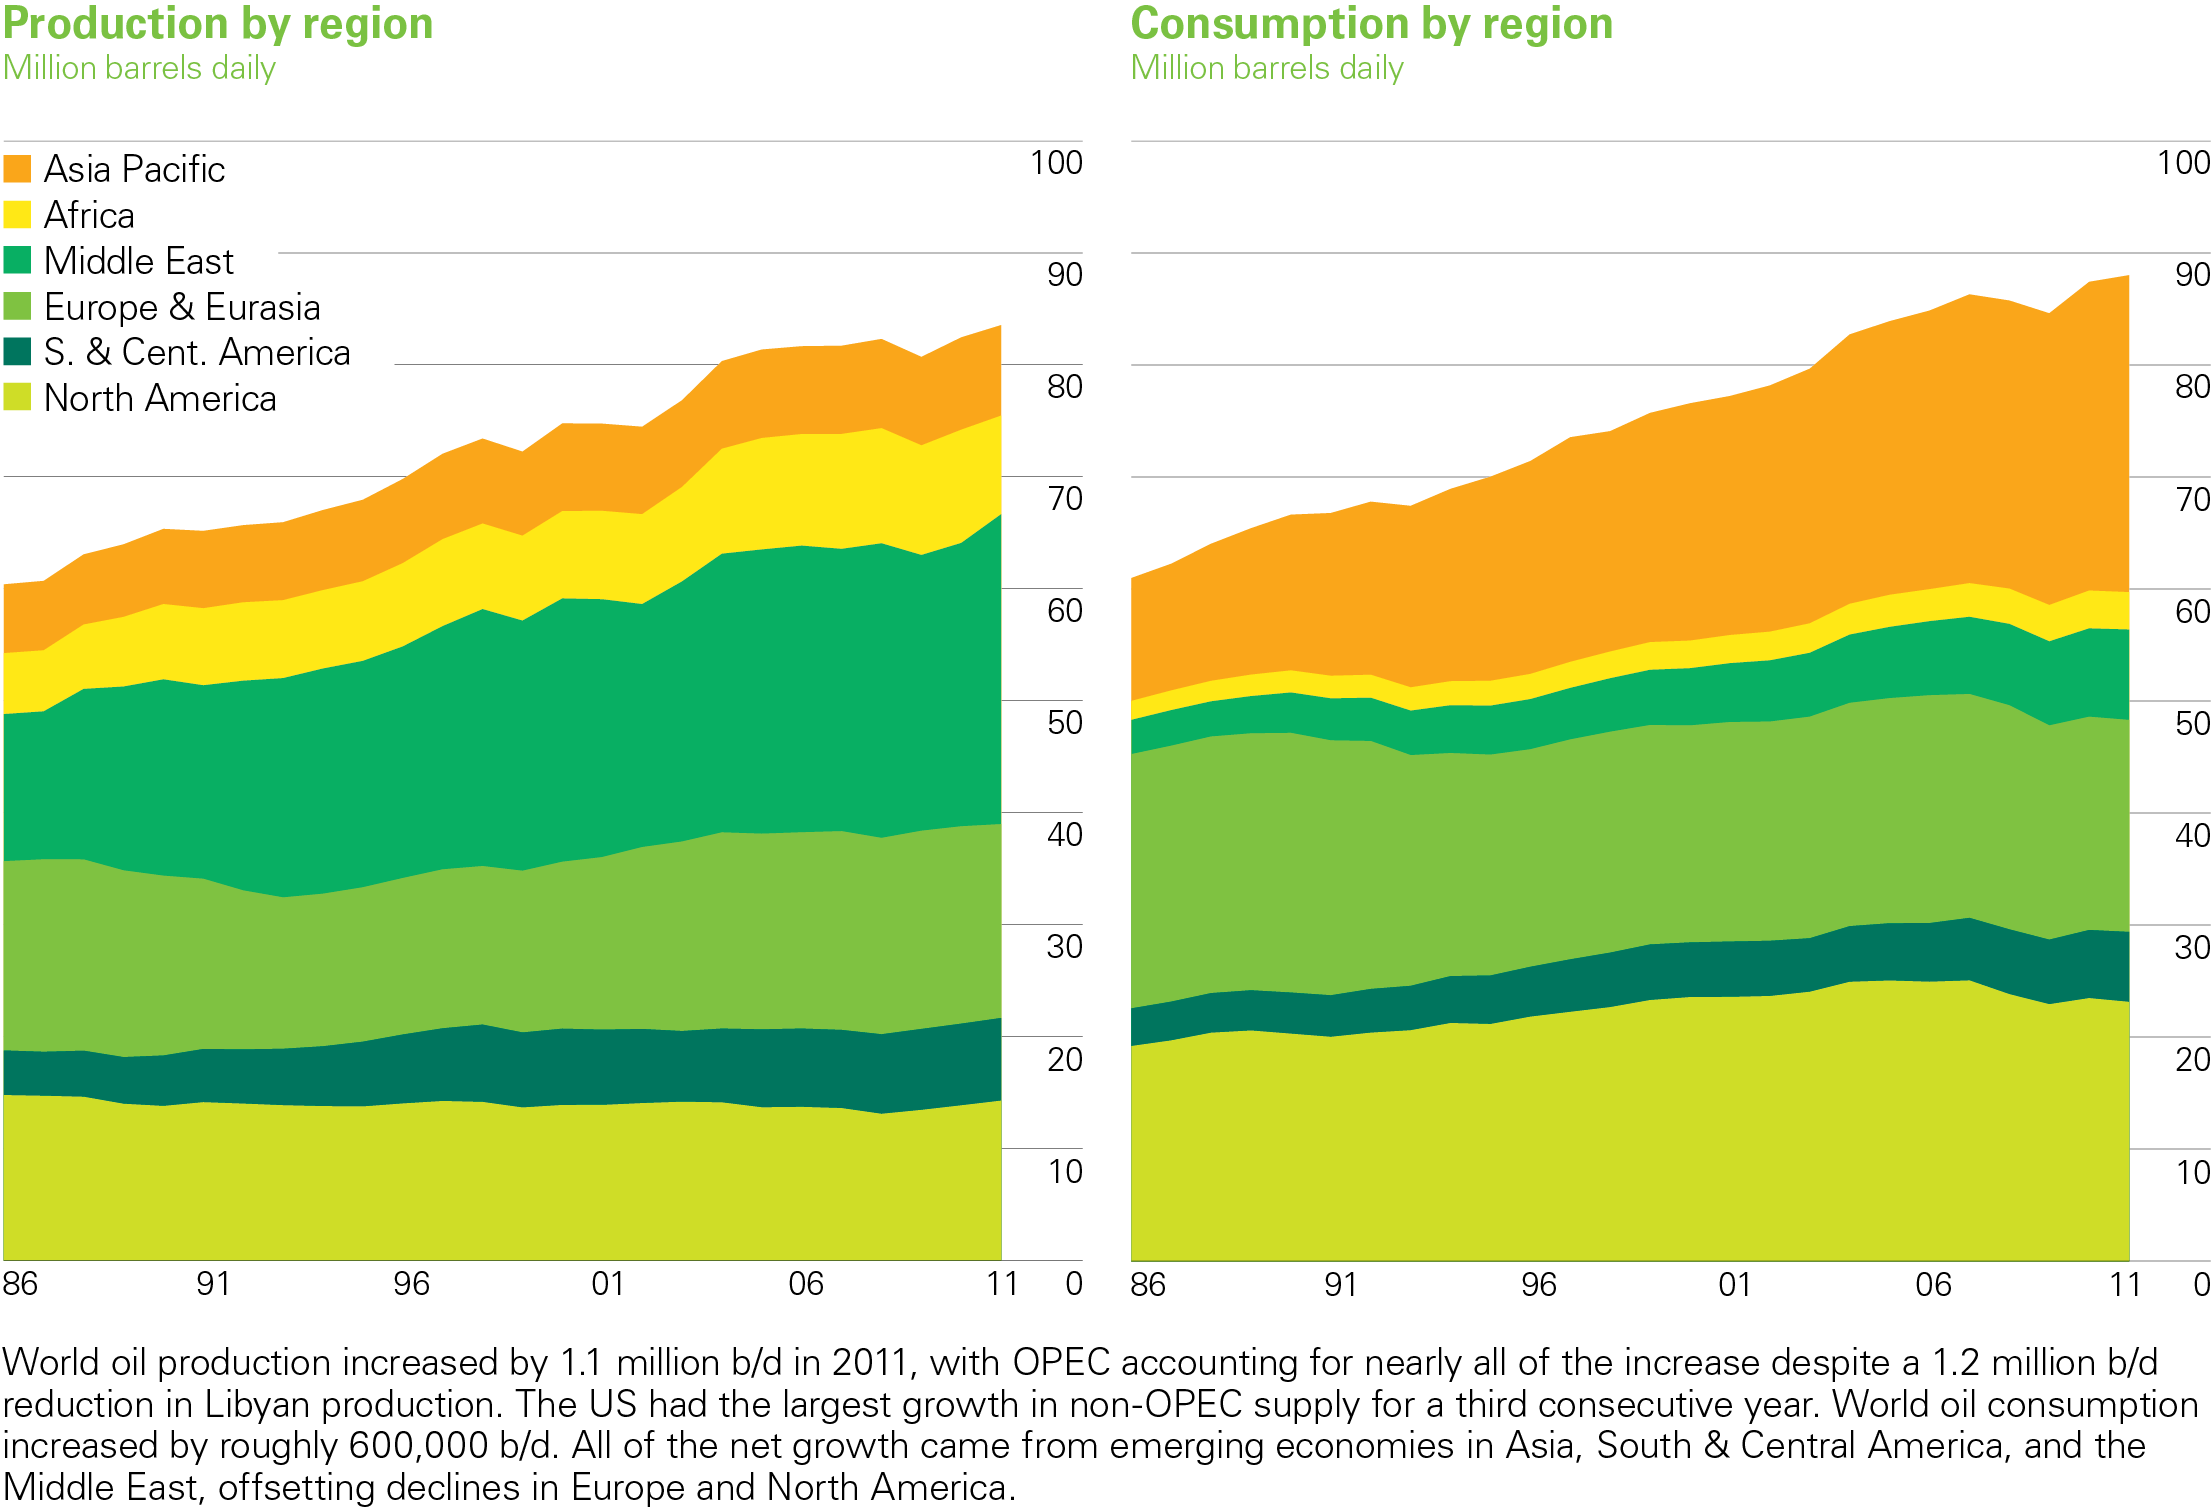 Production by region
Million barrels daily
100
Asia Pacific
Africa
Middle East
90
Europe & Eurasia
S. & Cent. America
80
North America
70
60
50
40
30
20
10
86 91 96 01 06 11 0
Consumption by region
Million barrels daily
100
90
80
70
60
50
40
30
20
10
86 91 96 01 06 11 0
World oil production increased by 1.1 million b/d in 2011, with OPEC accounting for nearly all of the increase despite a 1.2 million b/d
reduction in Libyan production. The US had the largest growth in non-OPEC supply for a third consecutive year. World oil consumption
increased by roughly 600,000 b/d. All of the net growth came from emerging economies in Asia, South & Central America, and the
Middle East, offsetting declines in Europe and North America.